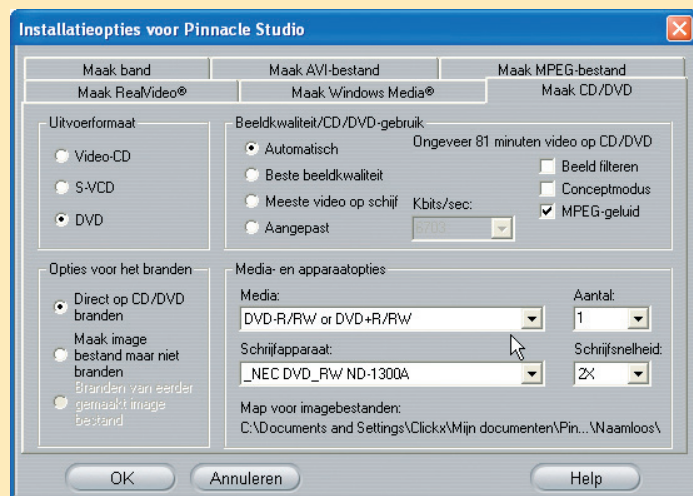 Installatieopties voor Pinnacle Studio
Maak band
Maak AVI-bestand
Maak MPEG-bestand
Maak RealVideo®
Maak Windows Media®
Maak CD/DVD
Uitvoerformaat
Video-CD
S-VCD
DVD
Beeldkwaliteit/CD/DVD-gebruik
Automatisch
Beste beeldkwaliteit
Meeste video op schijf
Aangepast
Ongeveer 81 minuten video op CD/DVD
Kbits/sec:
6703
Beeld filteren
Conceptmodus
MPEG-geluid
Opties voor het branden
Direct op CD/DVD
branden
Maak image
bestand maar niet
branden
Branden van eerder
gemaakt image
bestand
Media- en apparaatopties
Media:
Aantal:
DVD-R/RW or DVD+R/RW
1
Schrijfapparaat:
Schrijfsnelheid:
_NEC DVD_RW ND-1300A
2X
Map voor imagebestanden:
C:\Documents and Settings\Clickx\Mijn documenten\Pin...\Naamloos\
OK
Annuleren
Help